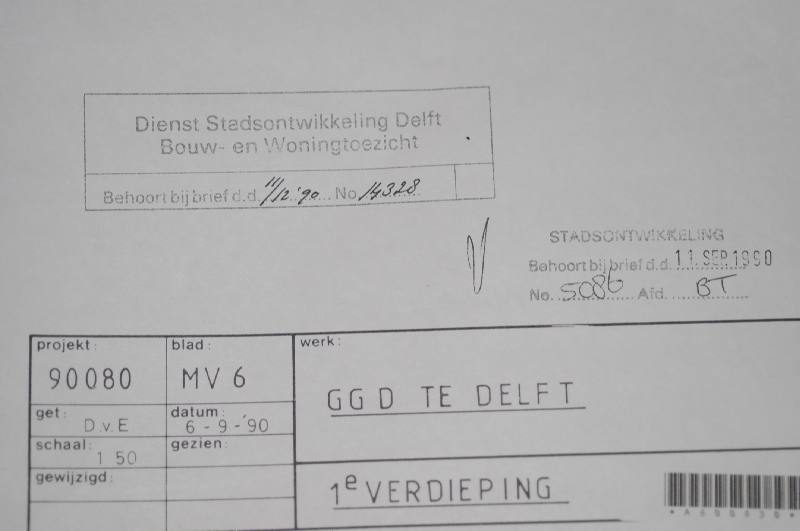 Dienst Stadsontwikkeling Delft
Bouw- en Woningtoezicht
Behoort bij brief d.d. 11/12 '90 No 14328
STADSONTWIKKELING
Behoort bij brief d.d. 11 SEP. 1990
No. 5086 Afd. BT
projekt: 90080
blad: MV 6
werk: GGD TE DELFT
get: D.v.E
datum: 6-9-'90
schaal: 1 50
gezien:
gewijzigd:
1e VERDIEPING